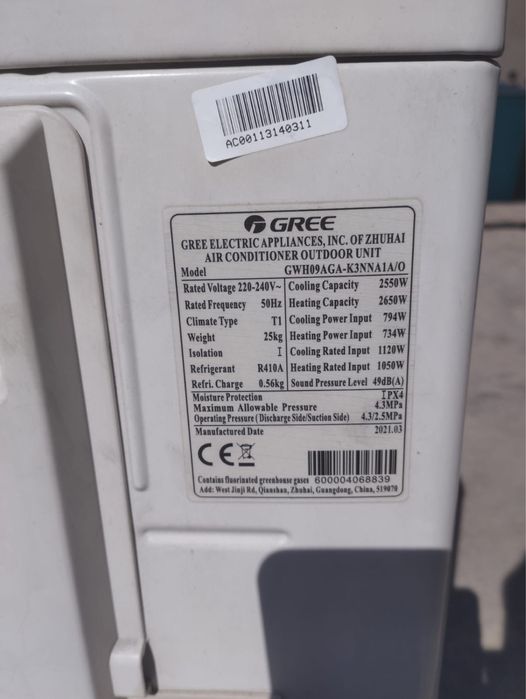 AC00113140311
GREE
GREE ELECTRIC APPLIANCES, INC. OF ZHUHAI
AIR CONDITIONER OUTDOOR UNIT
Model GWH09AGA-K3NNA1A/O
Rated Voltage 220-240V~ Cooling Capacity 2550W
Rated Frequency 50Hz Heating Capacity 2650W
Climate Type T1 Cooling Power Input 794W
Weight 25kg Heating Power Input 734W
Isolation I Cooling Rated Input 1120W
Refrigerant R410A Heating Rated Input 1050W
Refri. Charge 0.56kg Sound Pressure Level 49dB(A)
Moisture Protection IPX4
Maximum Allowable Pressure 4.3MPa
Operating Pressure (Discharge Side/Suction Side) 4.3/2.5MPa
Manufactured Date 2021.03
CE
Contains fluorinated greenhouse gases 600004068839
Add: West Jinji Rd, Qianshan, Zhuhai, Guangdong, China, 519070